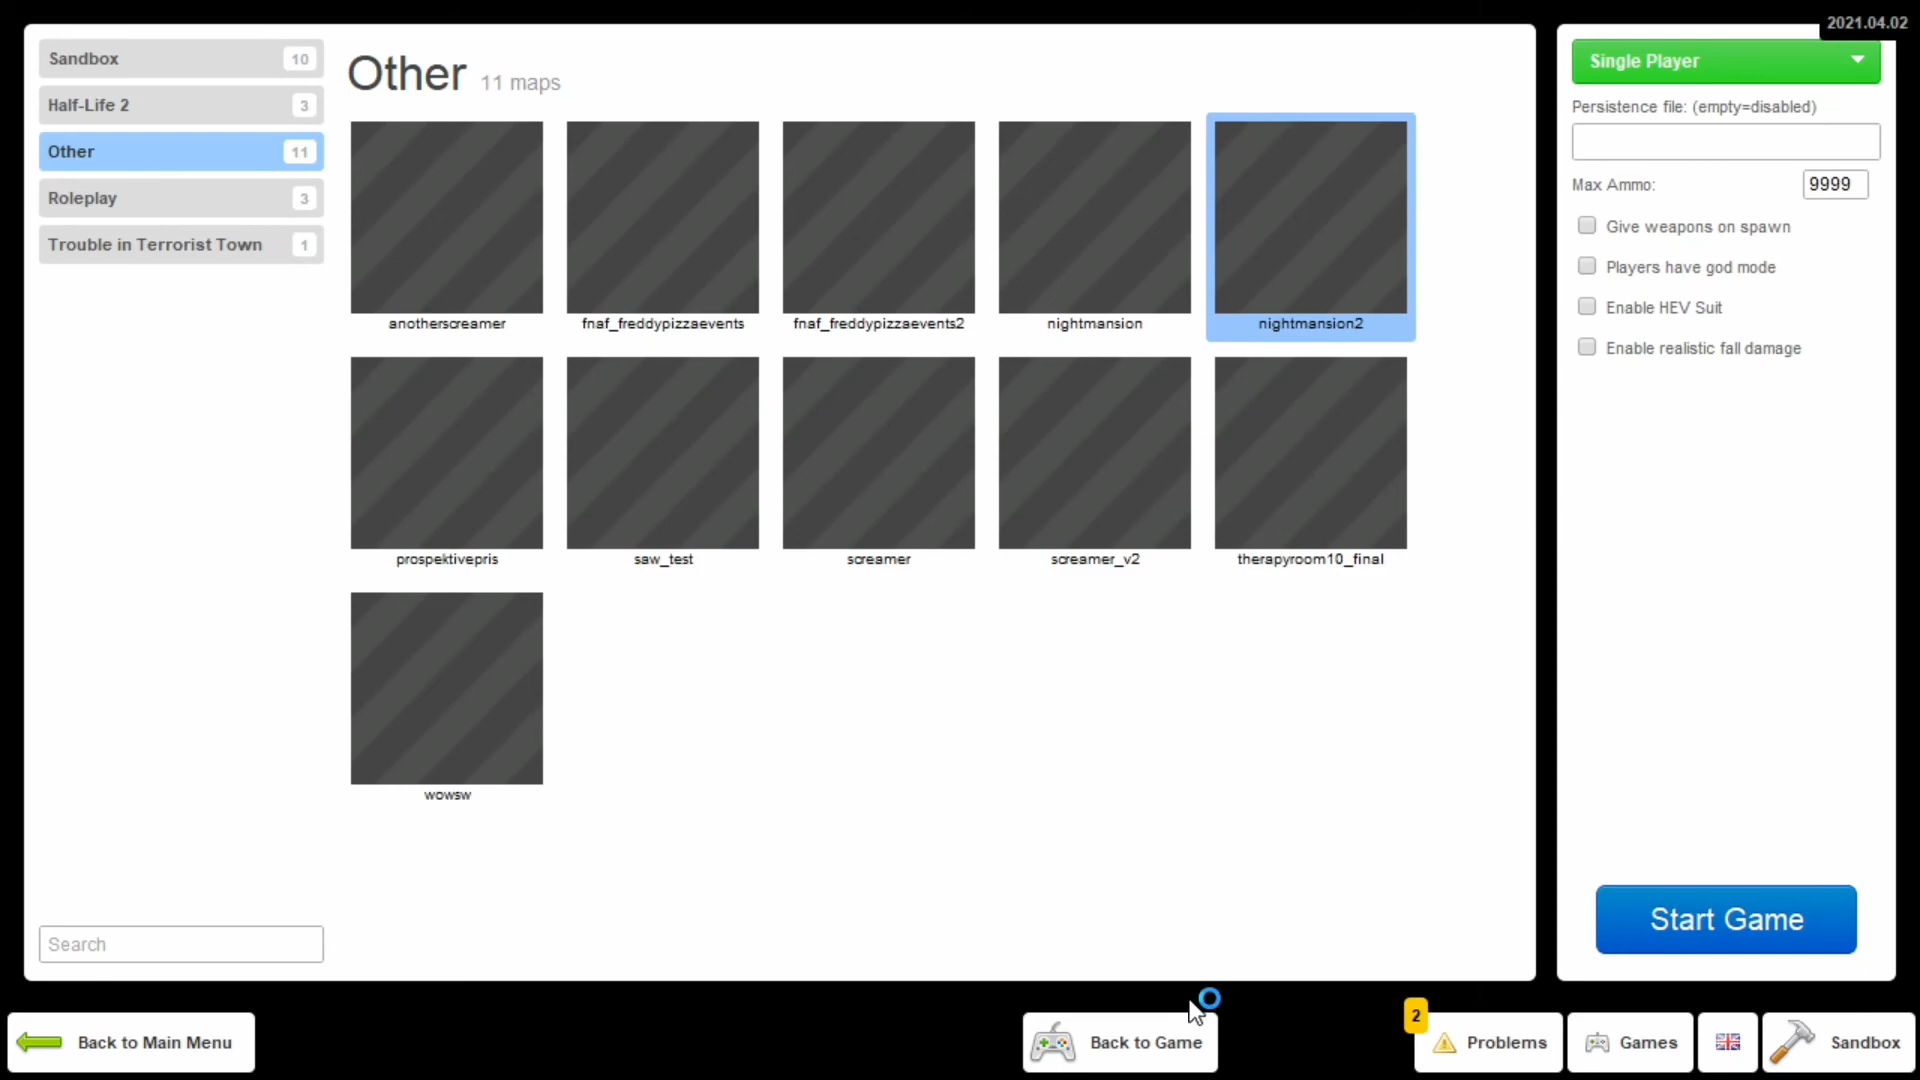 2021.04.02
Sandbox 10
Half-Life 2 3
Other 11
Roleplay 3
Trouble in Terrorist Town 1
Search
Other 11 maps
anotherscreamer
fnaf_freddypizzaevents
fnaf_freddypizzaevents2
nightmansion
nightmansion2
prospektivepris
saw_test
screamer
screamer_v2
therapyroom10_final
wowsw
Single Player
Persistence file: (empty=disabled)
Max Ammo: 9999
Give weapons on spawn
Players have god mode
Enable HEV Suit
Enable realistic fall damage
Start Game
Back to Main Menu
Back to Game
2
Problems
Games
Sandbox